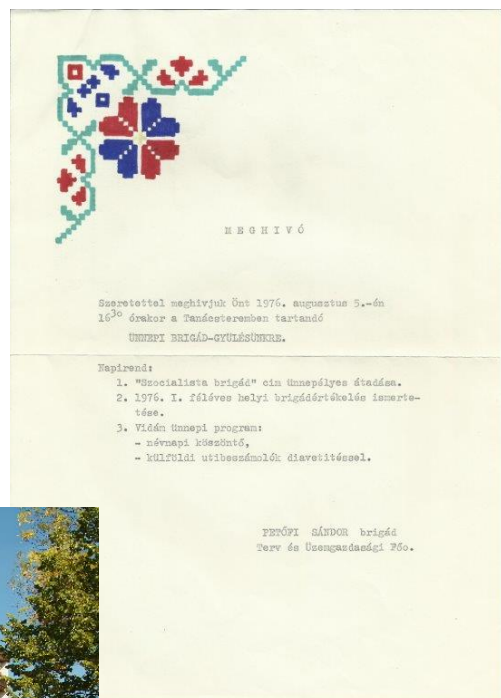 MEGHIVÓ
Szeretettel meghivjuk Önt 1976. augusztus 5.-én
16³⁰ órakor a Tanácsteremben tartandó
ÜNNEPI BRIGÁD-GYÜLÉSÜNKRE.
Napirend:
1. "Szocialista brigád" cim ünnepélyes átadása.
2. 1976. I. féléves helyi brigádértékelés ismerte-
tése.
3. Vidám ünnepi program:
- névnapi köszöntő,
- külföldi utibeszámolók diavetitéssel.
PETŐFI SÁNDOR brigád
Terv és Üzemgazdasági Főo.